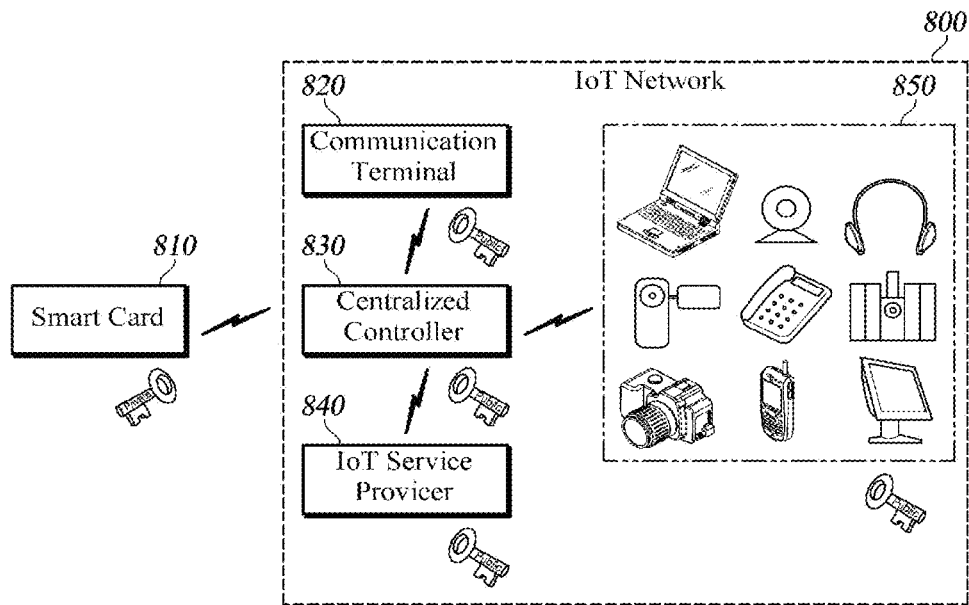 800
IoT Network
820
850
Communication
Terminal
810
830
Smart Card
Centralized
Controller
840
IoT Service
Provicer